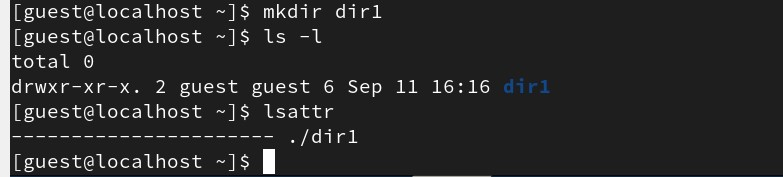 [guest@localhost ~]$ mkdir dir1
[guest@localhost ~]$ ls -l
total 0
drwxr-xr-x. 2 guest guest 6 Sep 11 16:16 dir1
[guest@localhost ~]$ lsattr
---------------------- ./dir1
[guest@localhost ~]$